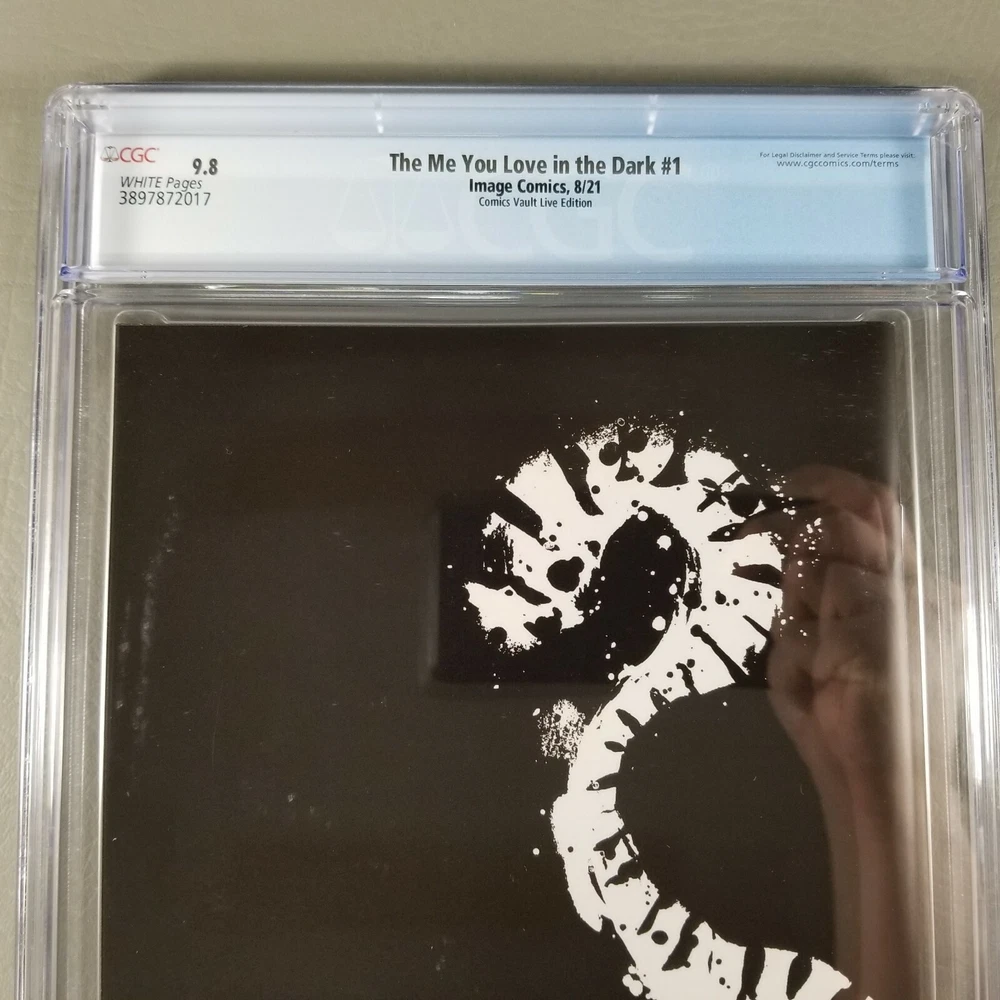 CGC
9.8
WHITE Pages
3897872017
The Me You Love in the Dark #1
Image Comics, 8/21
Comics Vault Live Edition
For Legal Disclaimer and Service Terms please visit:
www.cgccomics.com/terms
CGC